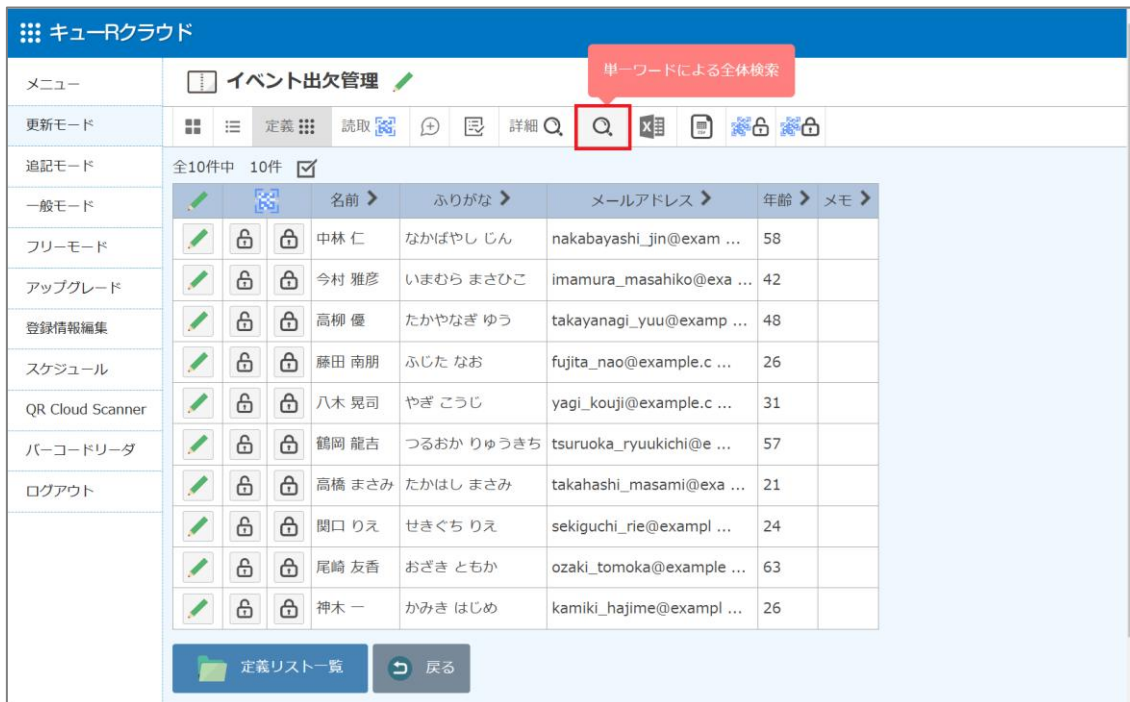 キューRクラウド
単一ワードによる全体検索
メニュー
更新モード
追記モード
一般モード
フリーモード
アップグレード
登録情報編集
スケジュール
QR Cloud Scanner
バーコードリーダ
ログアウト
イベント出欠管理
定義 読取 詳細
全10件中 10件
名前 ふりがな メールアドレス 年齢 メモ
中林 仁 なかばやし じん nakabayashi_jin@exam ... 58
今村 雅彦 いまむら まさひこ imamura_masahiko@exa ... 42
高柳 優 たかやなぎ ゆう takayanagi_yuu@examp ... 48
藤田 南朋 ふじた なお fujita_nao@example.c ... 26
八木 晃司 やぎ こうじ yagi_kouji@example.c ... 31
鶴岡 龍吉 つるおか りゅうきち tsuruoka_ryuukichi@e ... 57
高橋 まさみ たかはし まさみ takahashi_masami@exa ... 21
関口 りえ せきぐち りえ sekiguchi_rie@exampl ... 24
尾崎 友香 おざき ともか ozaki_tomoka@example ... 63
神木 一 かみき はじめ kamiki_hajime@exampl ... 26
定義リスト一覧 戻る